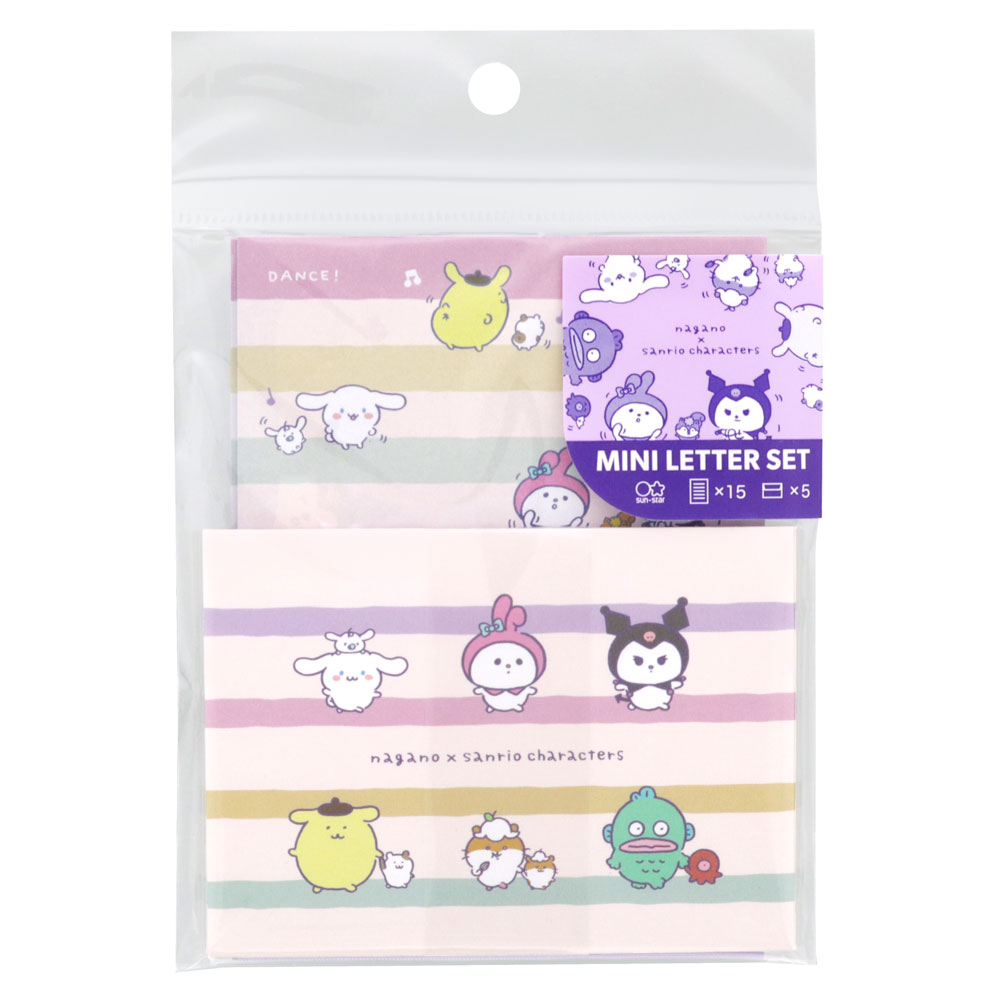 DANCE!
nagano
×
sanrio characters
MINI LETTER SET
sun-star
×15
×5
nagano x sanrio characters